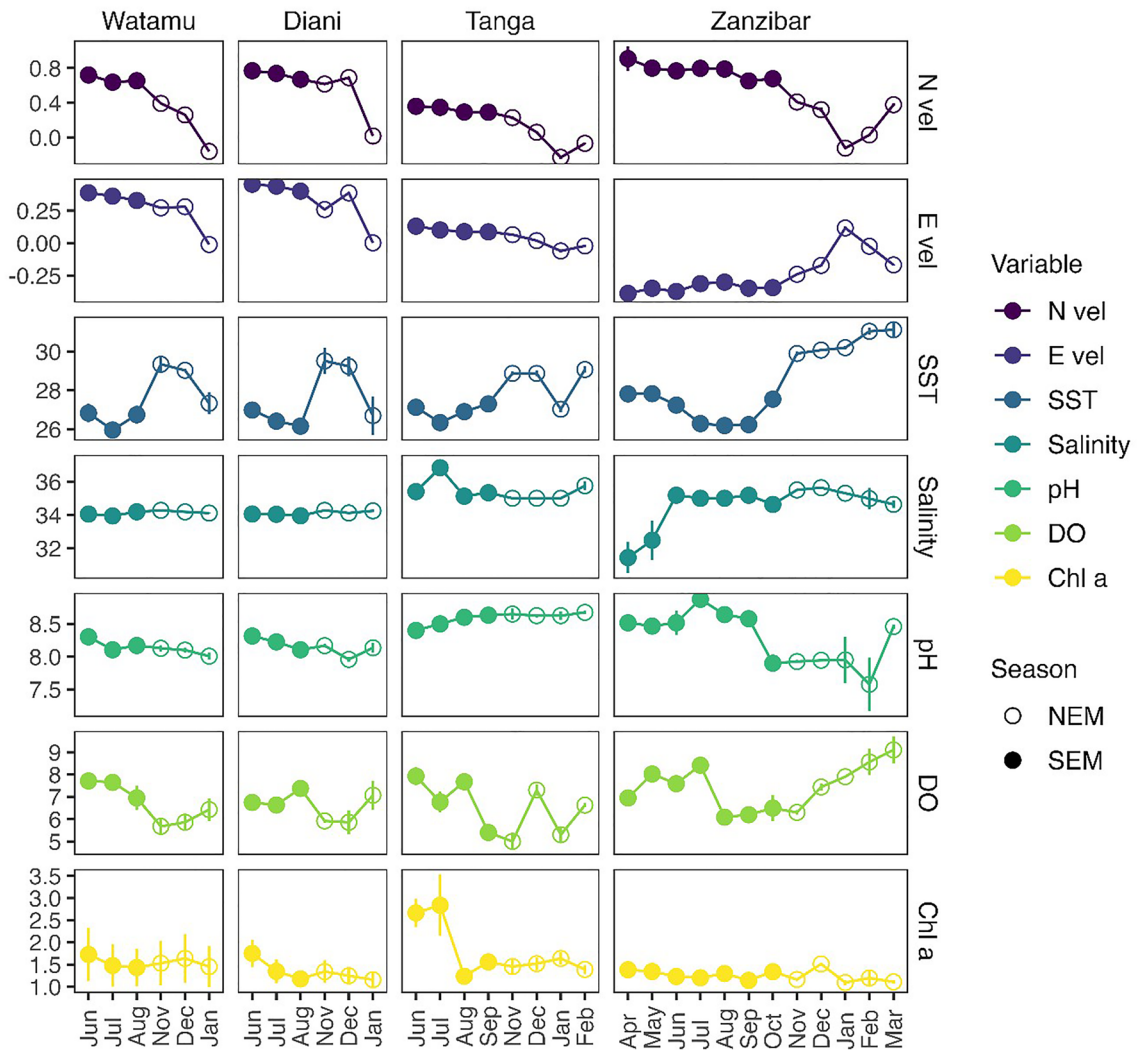 Watamu Diani Tanga Zanzibar
0.8
0.4
0.0
N vel
0.25
0.00
-0.25
E vel
30
28
26
SST
36
34
32
Salinity
8.5
8.0
7.5
pH
9
8
7
6
5
DO
3.5
3.0
2.5
2.0
1.5
1.0
Chl a
Jun Jul Aug Nov Dec Jan Jun Jul Aug Nov Dec Jan Jun Jul Aug Sep Nov Dec Jan Feb Apr May Jun Jul Aug Sep Oct Nov Dec Jan Feb Mar
Variable
N vel
E vel
SST
Salinity
pH
DO
Chl a
Season
NEM
SEM